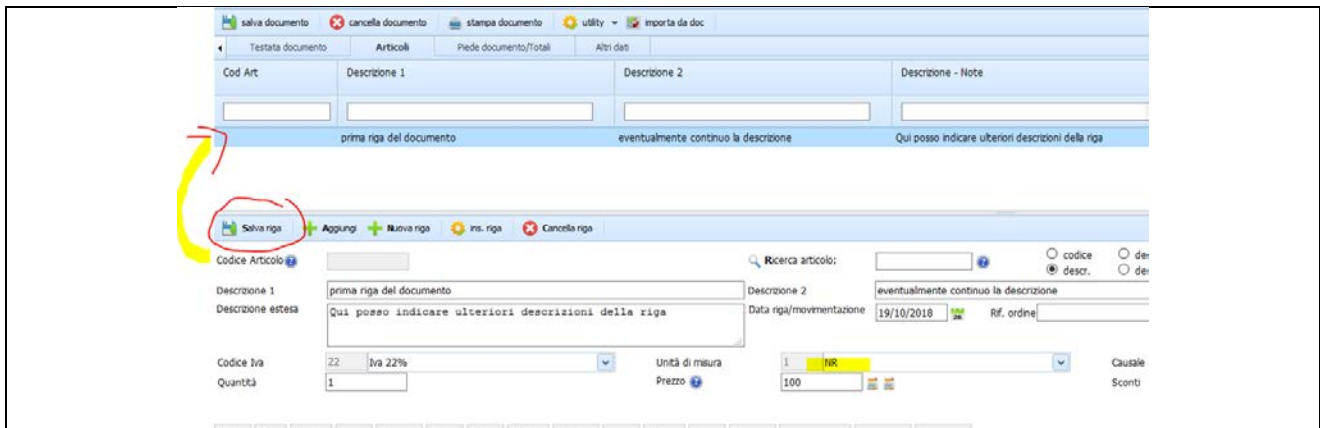 salva documento cancella documento stampa documento utility importa da doc
Testata documento Articoli Piede documento/Totali Altri dati
Cod Art Descrizione 1 Descrizione 2 Descrizione - Note
prima riga del documento eventualmente continuo la descrizione Qui posso indicare ulteriori descrizioni della riga
Salva riga Aggiungi Nuova riga ins. riga Cancella riga
Codice Articolo Ricerca articolo: codice
descr.
Descrizione 1 prima riga del documento Descrizione 2 eventualmente continuo la descrizione
Descrizione estesa Qui posso indicare ulteriori descrizioni della riga Data riga/movimentazione 19/10/2018 Rif. ordine
Codice Iva 22 Iva 22% Unità di misura 1 NR Causale
Quantità 1 Prezzo 100 Sconti